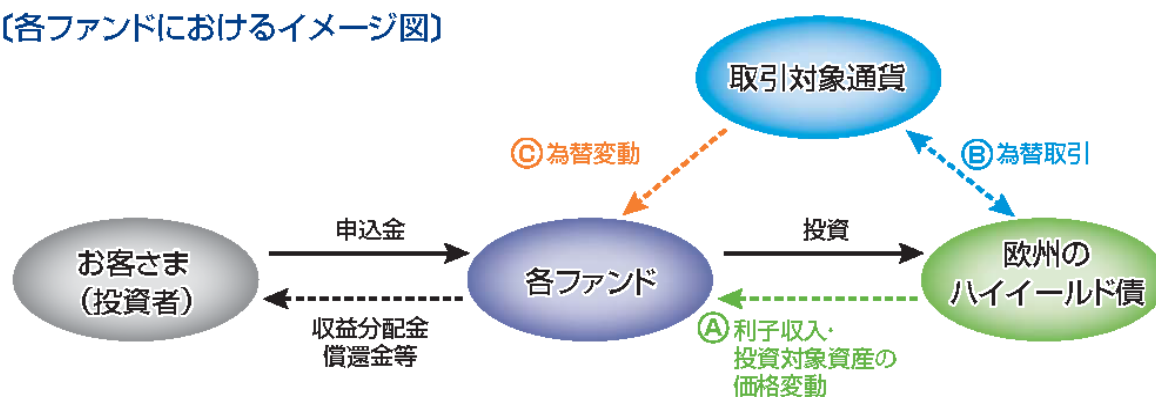 〔各ファンドにおけるイメージ図〕
取引対象通貨
Ⓒ為替変動
Ⓑ為替取引
申込金
投資
お客さま
（投資者）
各ファンド
欧州の
ハイイールド債
収益分配金
償還金等
Ⓐ利子収入・
投資対象資産の
価格変動